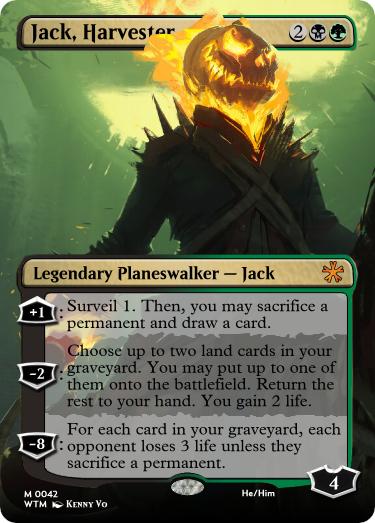 Jack, Harvester
2
Legendary Planeswalker — Jack
+1
: Surveil 1. Then, you may sacrifice a
permanent and draw a card.
Choose up to two land cards in your
graveyard. You may put up to one of
−2
: them onto the battlefield. Return the
rest to your hand. You gain 2 life.
For each card in your graveyard, each
−8
: opponent loses 3 life unless they
sacrifice a permanent.
4
M 0042
He/Him
WTM Kenny Vo